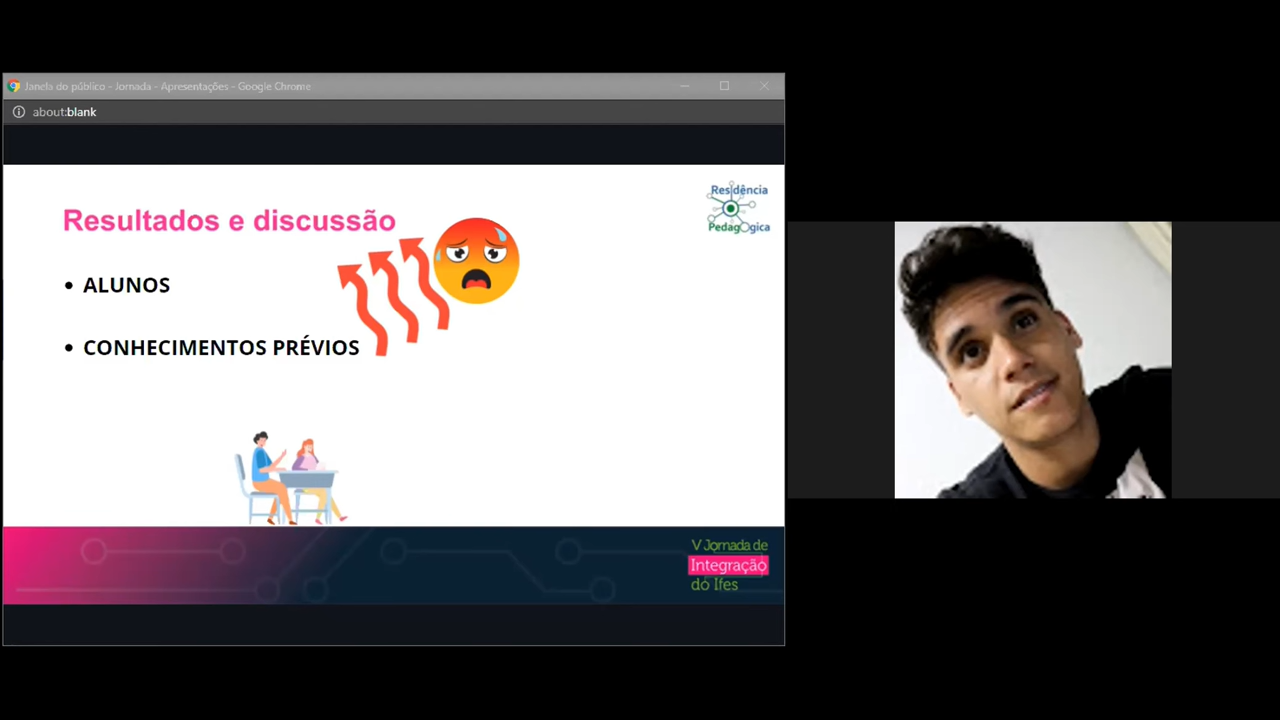 Janela do público - Jornada - Apresentações - Google Chrome
about:blank
Residência
Pedagógica
Resultados e discussão
• ALUNOS
• CONHECIMENTOS PRÉVIOS
V Jornada de
Integração
do Ifes